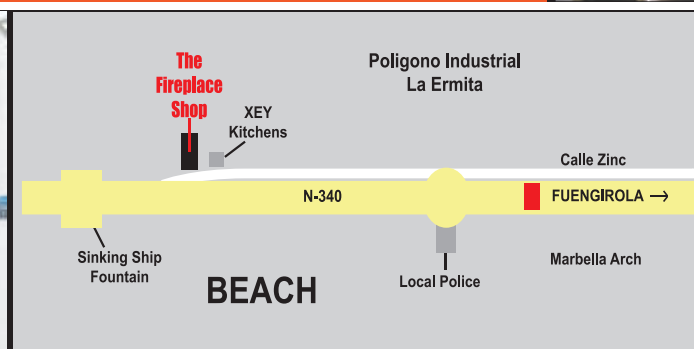 The
Fireplace
Shop
Poligono Industrial
La Ermita
XEY
Kitchens
Calle Zinc
N-340
FUENGIROLA →
Sinking Ship
Fountain
BEACH
Local Police
Marbella Arch